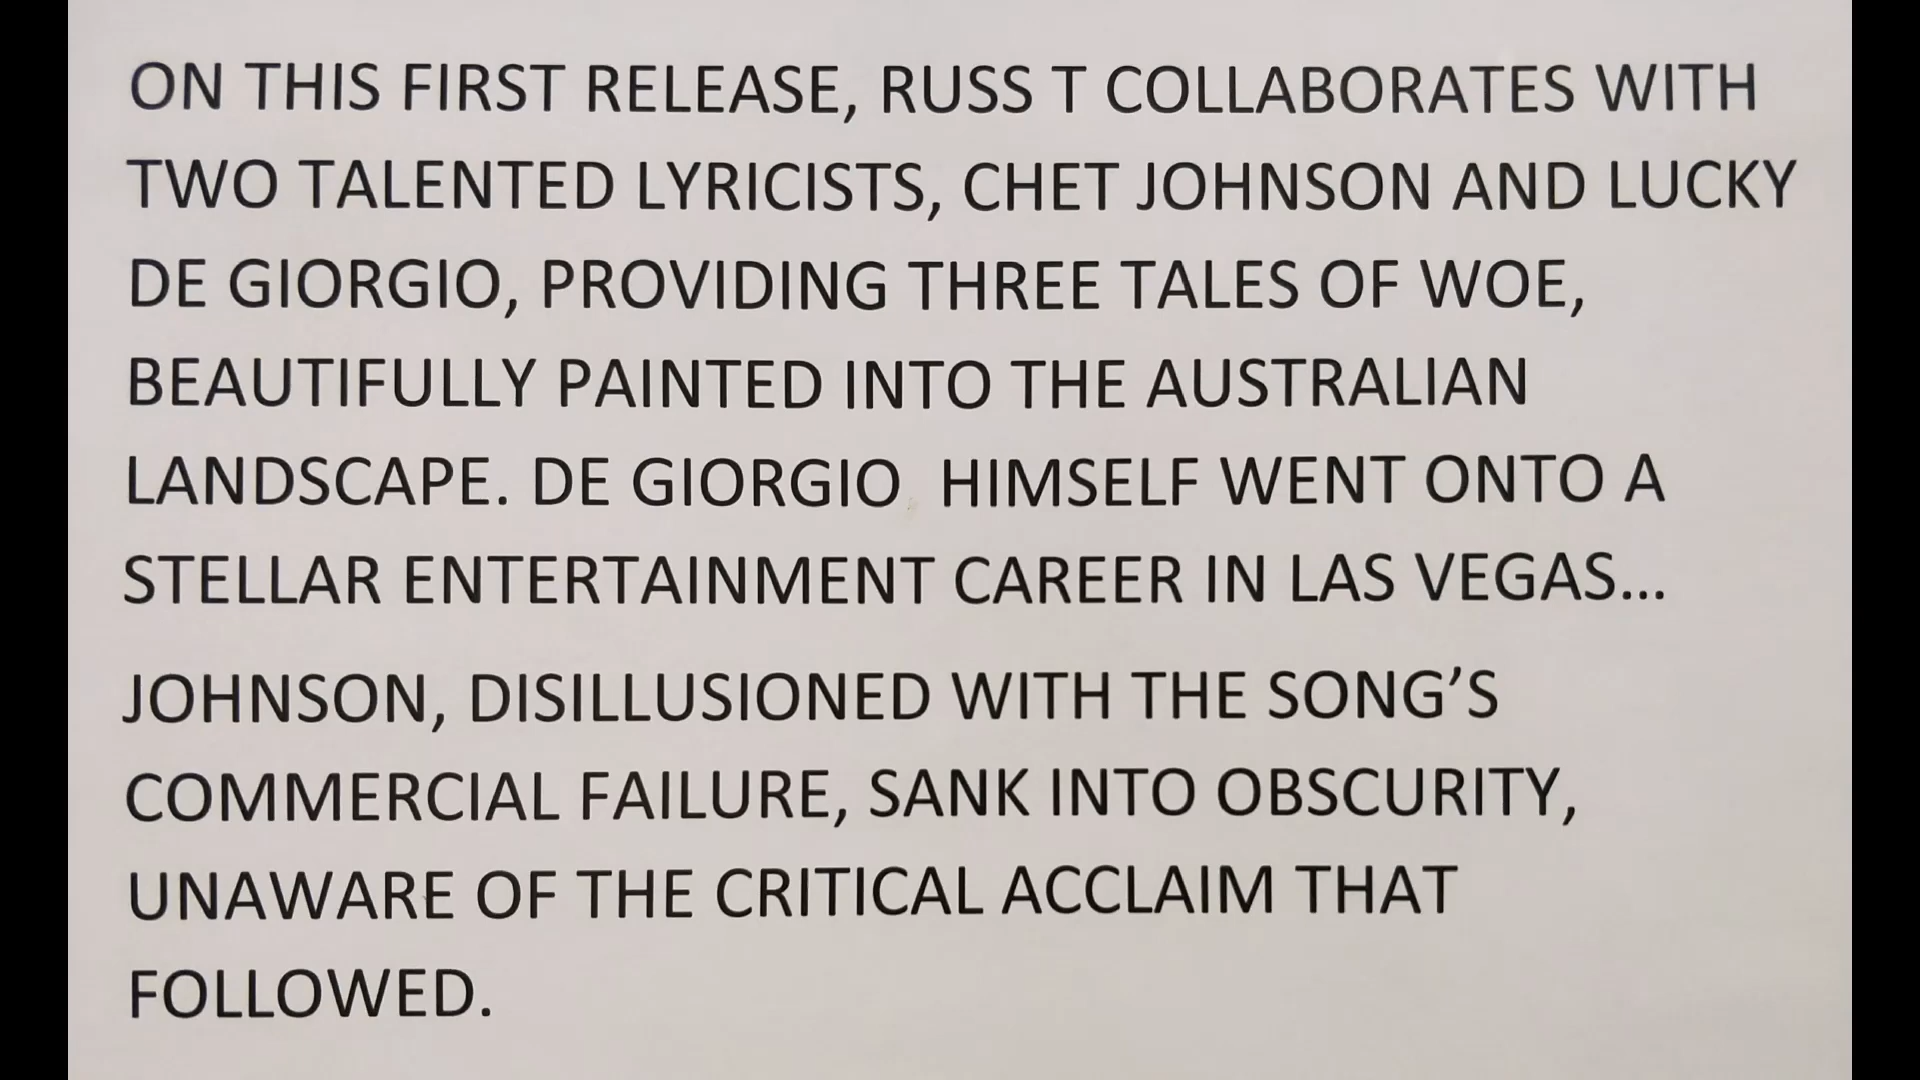 ON THIS FIRST RELEASE, RUSS T COLLABORATES WITH
TWO TALENTED LYRICISTS, CHET JOHNSON AND LUCKY
DE GIORGIO, PROVIDING THREE TALES OF WOE,
BEAUTIFULLY PAINTED INTO THE AUSTRALIAN
LANDSCAPE. DE GIORGIO HIMSELF WENT ONTO A
STELLAR ENTERTAINMENT CAREER IN LAS VEGAS...
JOHNSON, DISILLUSIONED WITH THE SONG’S
COMMERCIAL FAILURE, SANK INTO OBSCURITY,
UNAWARE OF THE CRITICAL ACCLAIM THAT
FOLLOWED.